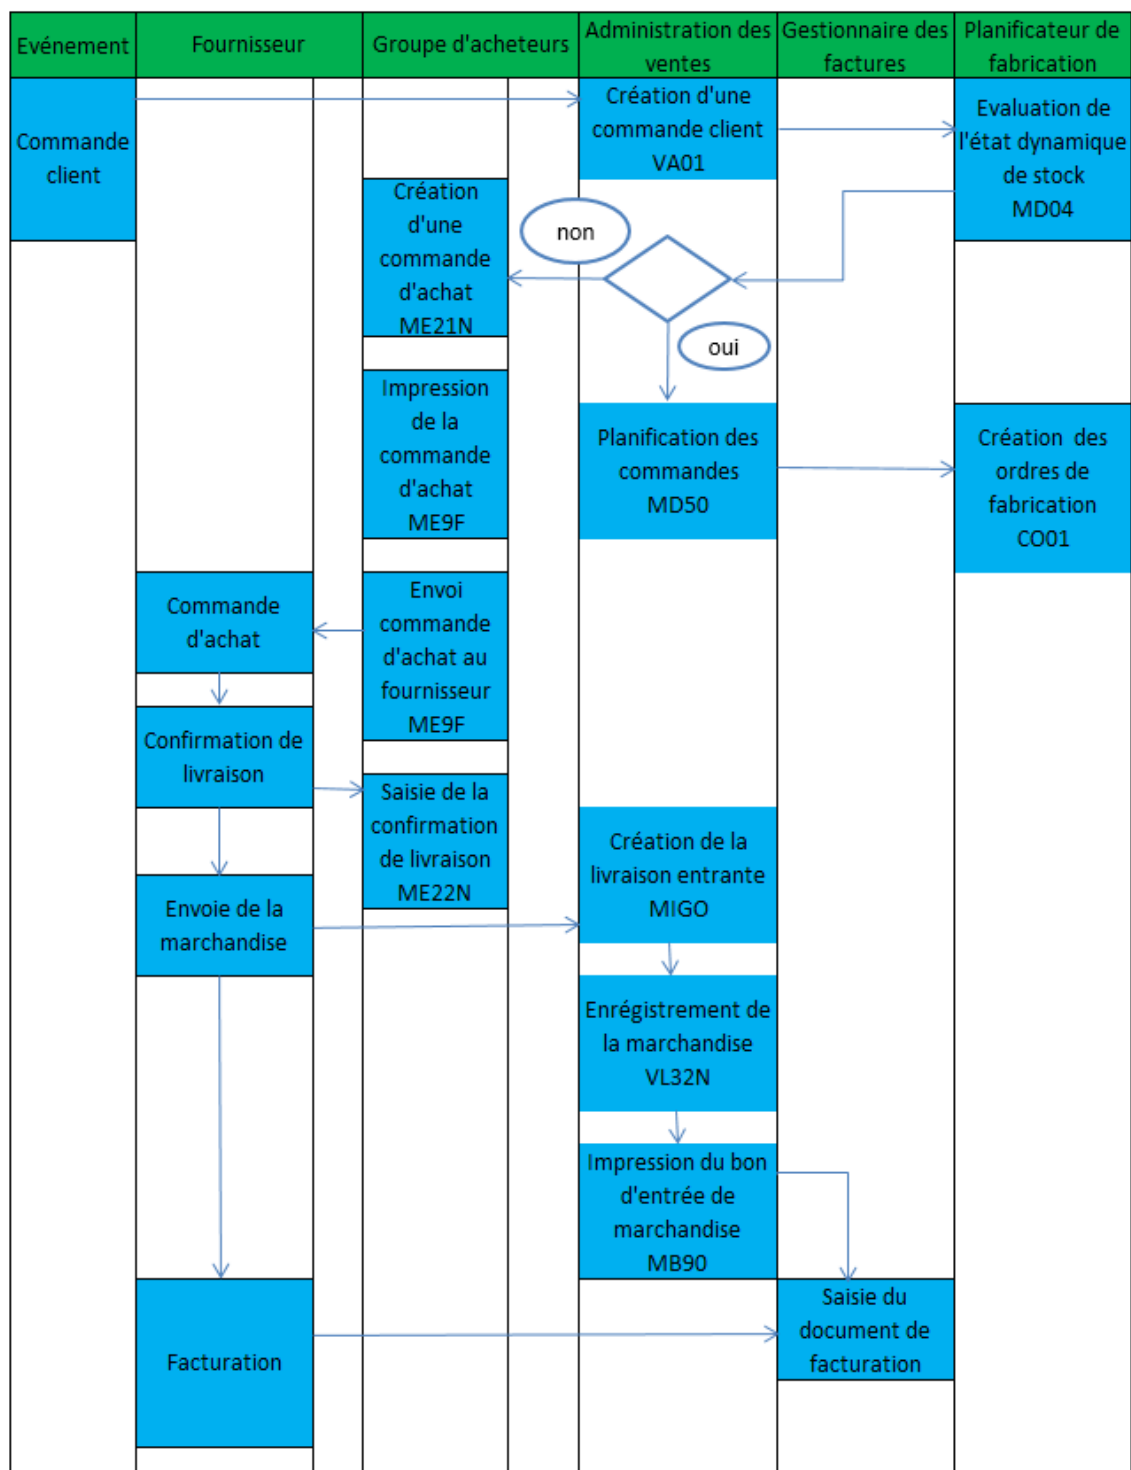 Evénement
Fournisseur
Groupe d'acheteurs
Administration des
ventes
Gestionnaire des
factures
Planificateur de
fabrication
Commande
client
Création d'une
commande client
VA01
Evaluation de
l'état dynamique
de stock
MD04
Création
d'une
commande
d'achat
ME21N
non
oui
Impression
de la
commande
d'achat
ME9F
Planification des
commandes
MD50
Création des
ordres de
fabrication
CO01
Commande
d'achat
Envoi
commande
d'achat au
fournisseur
ME9F
Confirmation de
livraison
Saisie de la
confirmation
de livraison
ME22N
Création de la
livraison entrante
MIGO
Envoie de la
marchandise
Enrégistrement de
la marchandise
VL32N
Impression du bon
d'entrée de
marchandise
MB90
Facturation
Saisie du
document de
facturation